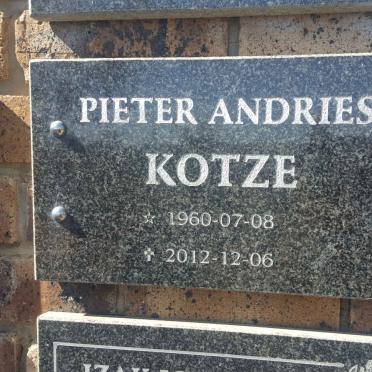 PIETER ANDRIES
KOTZE
☆ 1960-07-08
✝ 2012-12-06